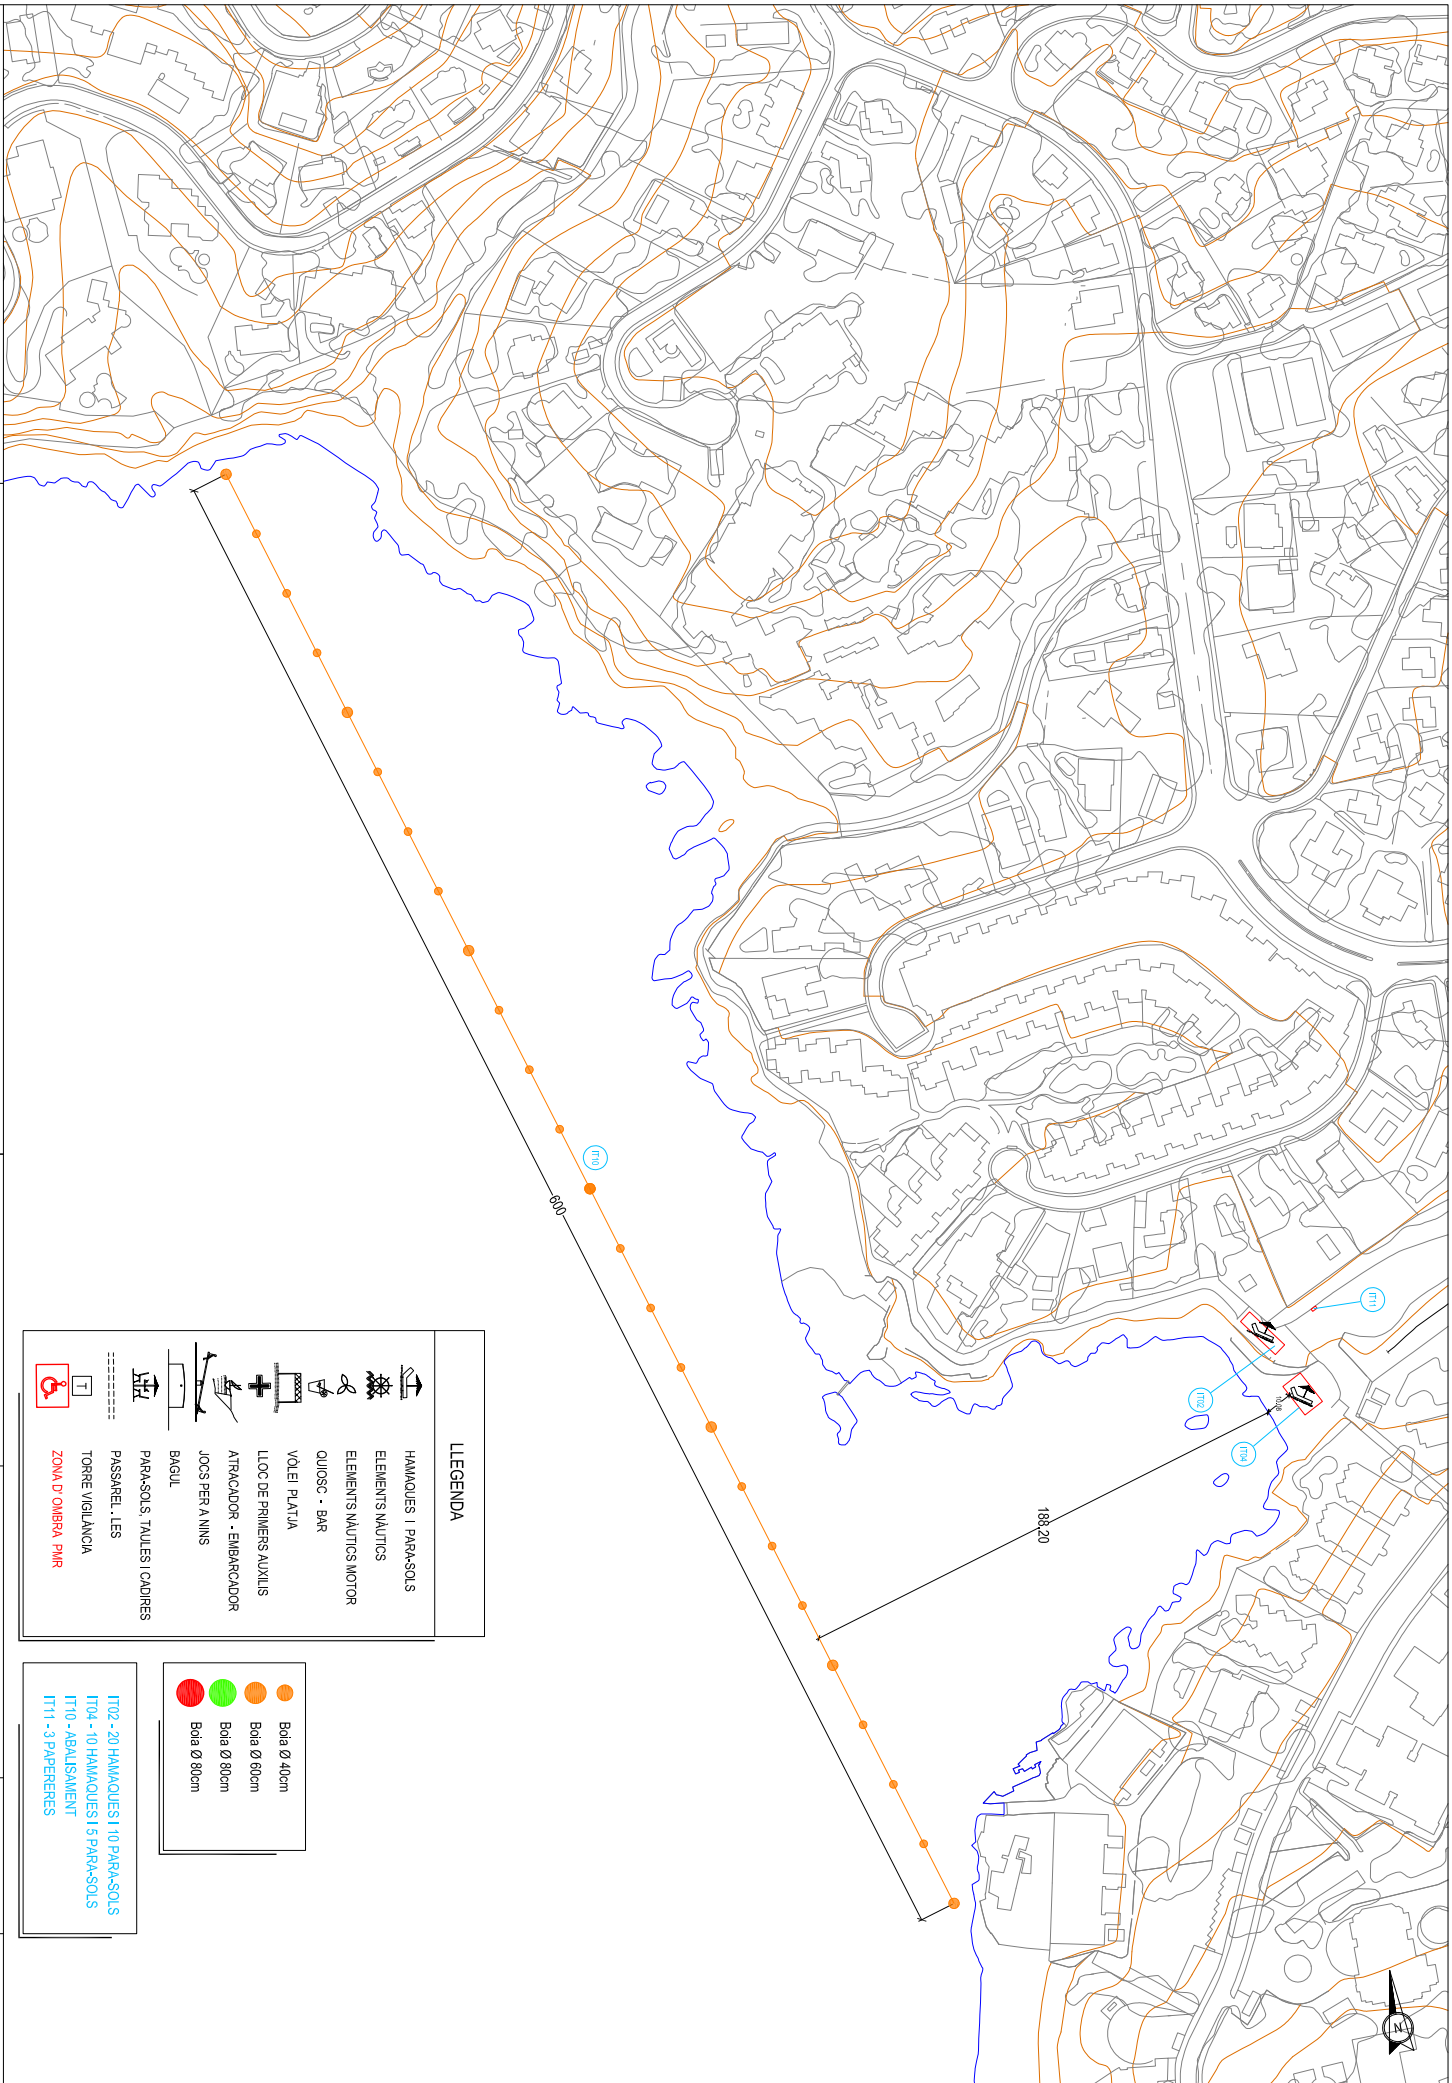 IT11
IT02
IT04
10,08
188.20
IT10
600
N
LLEGENDA
HAMAQUES I PARA-SOLS
ELEMENTS NÀUTICS
ELEMENTS NÀUTICS MOTOR
QUIOSC - BAR
VÒLEI PLATJA
LLOC DE PRIMERS AUXILIS
ATRACADOR - EMBARCADOR
JOCS PER A NINS
BAGUL
PARA-SOLS, TAULES I CADIRES
PASSAREL.LES
T TORRE VIGILÀNCIA
ZONA D' OMBRA PMR
Boia Ø 40cm
Boia Ø 60cm
Boia Ø 80cm
Boia Ø 80cm
IT02 - 20 HAMAQUES I 10 PARA-SOLS
IT04 - 10 HAMAQUES I 5 PARA-SOLS
IT10 - ABALISAMENT
IT11 - 3 PAPERERES